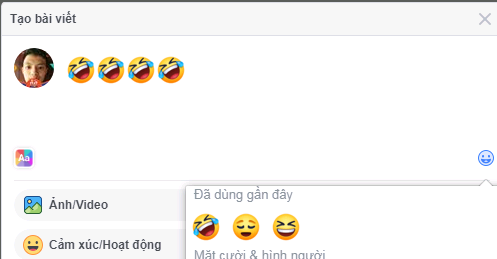 Tạo bài viết
🤣🤣🤣🤣
Aa
Ảnh/Video
Đã dùng gần đây
🤣😌😆
Cảm xúc/Hoạt động
Mặt cười & hình người